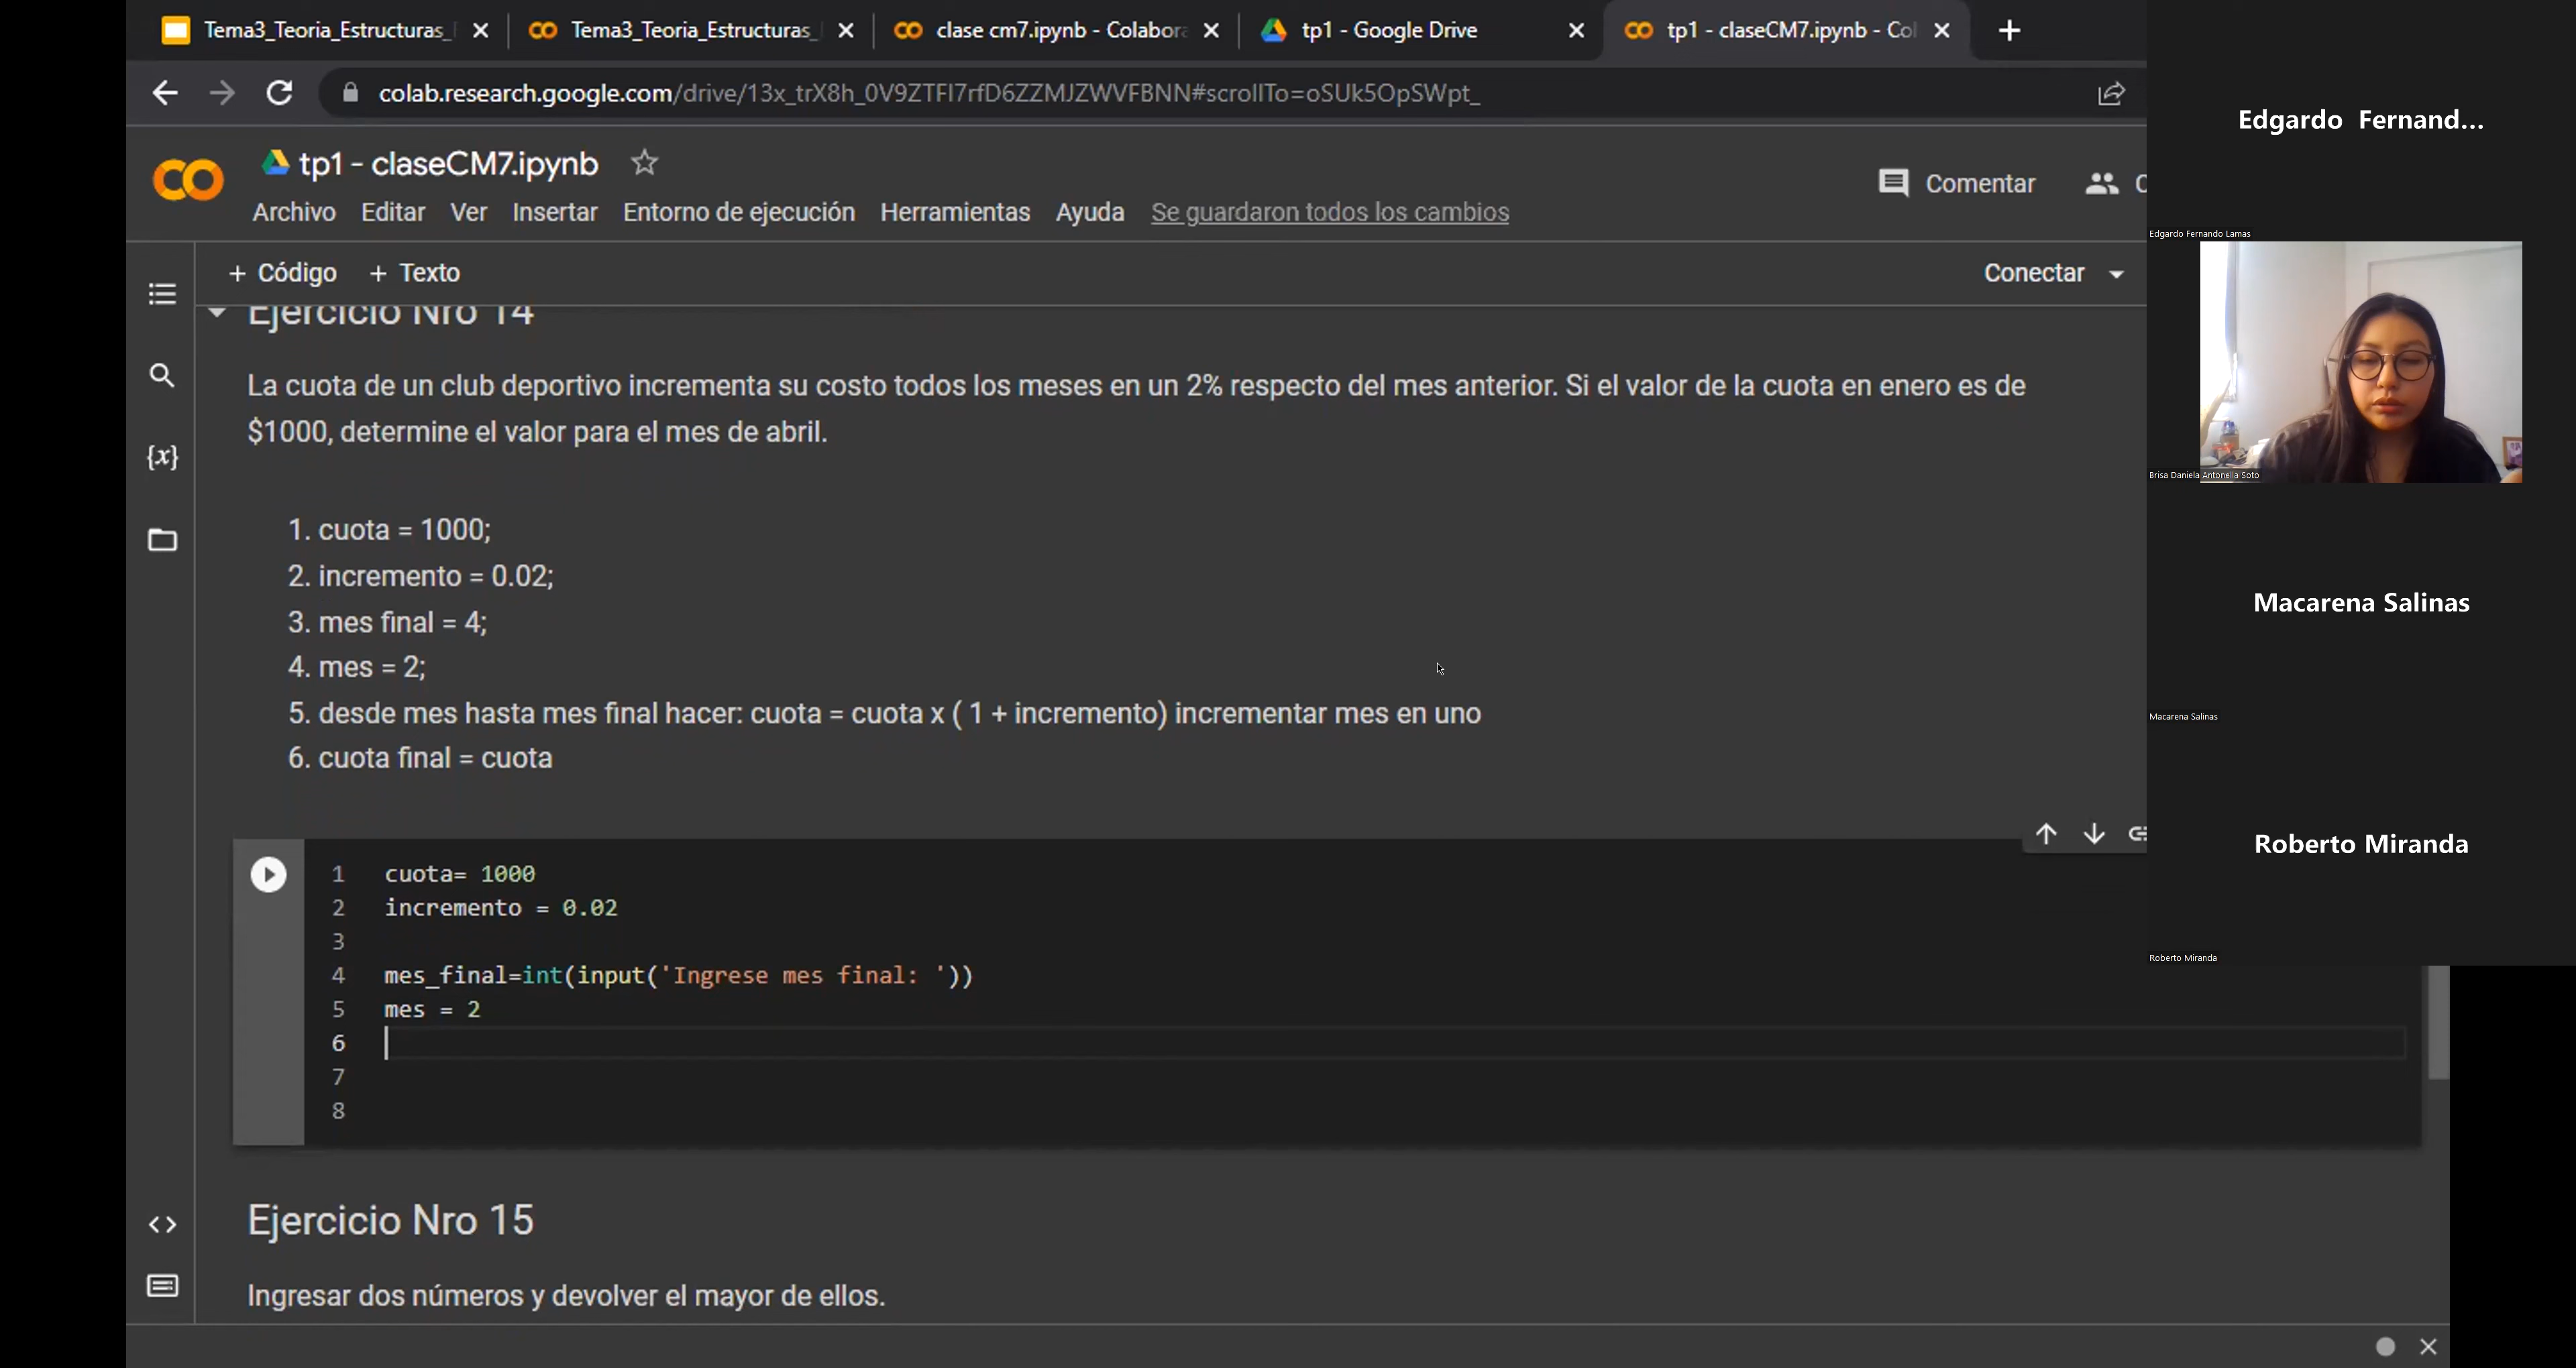 Tema3_Teoria_Estructuras_
Tema3_Teoria_Estructuras_
clase cm7.ipynb - Colabora
tp1 - Google Drive
tp1 - claseCM7.ipynb - Col
colab.research.google.com/drive/13x_trX8h_0V9ZTFI7rfD6ZZMJZWVFBNN#scrollTo=oSUk5OpSWpt_
tp1 - claseCM7.ipynb
Comentar
C
Archivo Editar Ver Insertar Entorno de ejecución Herramientas Ayuda Se guardaron todos los cambios
+ Código + Texto
Conectar
Ejercicio Nro 14
La cuota de un club deportivo incrementa su costo todos los meses en un 2% respecto del mes anterior. Si el valor de la cuota en enero es de
$1000, determine el valor para el mes de abril.
1. cuota = 1000;
2. incremento = 0.02;
3. mes final = 4;
4. mes = 2;
5. desde mes hasta mes final hacer: cuota = cuota x ( 1 + incremento) incrementar mes en uno
6. cuota final = cuota
1 cuota= 1000
2 incremento = 0.02
3
4 mes_final=int(input('Ingrese mes final: '))
5 mes = 2
6
7
8
Ejercicio Nro 15
Ingresar dos números y devolver el mayor de ellos.
Edgardo Fernand...
Edgardo Fernando Lamas
Brisa Daniela Antonella Soto
Macarena Salinas
Macarena Salinas
Roberto Miranda
Roberto Miranda